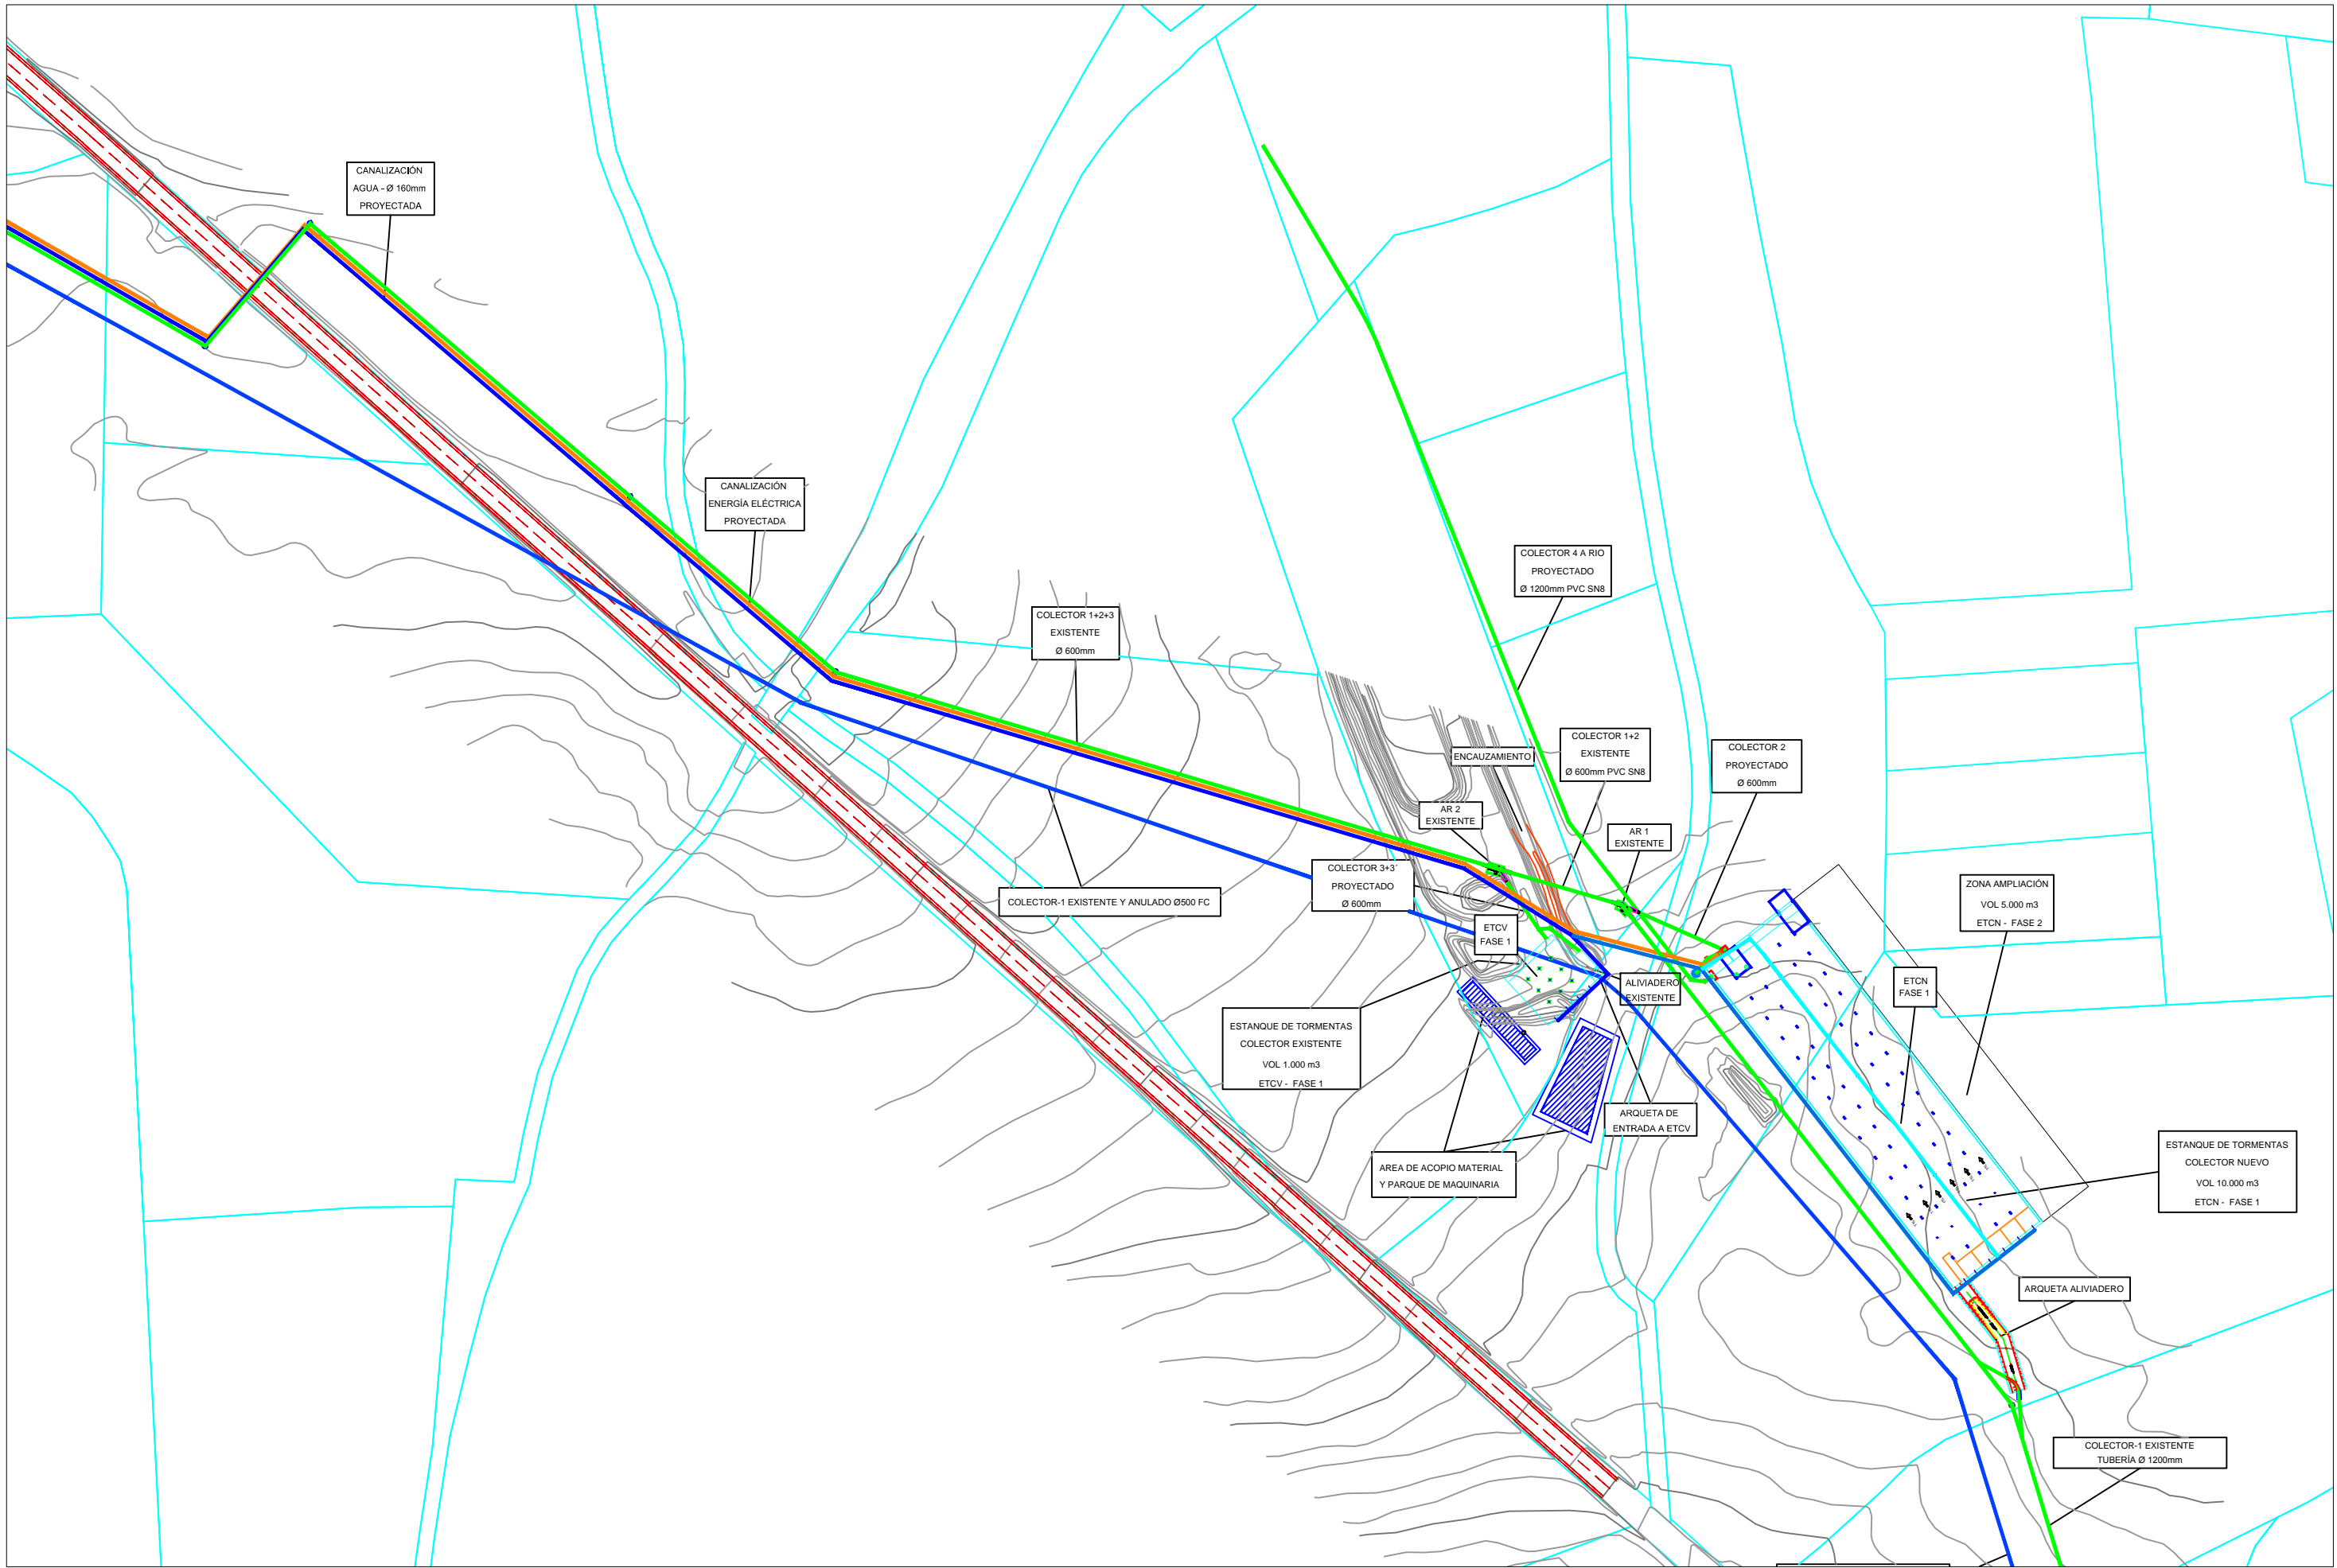 CANALIZACIÓN
AGUA - Ø 160mm
PROYECTADA
CANALIZACIÓN
ENERGÍA ELÉCTRICA
PROYECTADA
COLECTOR 4 A RIO
PROYECTADO
Ø 1200mm PVC SN8
COLECTOR 1+2+3
EXISTENTE
Ø 600mm
COLECTOR 1+2
EXISTENTE
Ø 600mm PVC SN8
COLECTOR 2
PROYECTADO
Ø 600mm
ENCAUZAMIENTO
AR 2
EXISTENTE
AR 1
EXISTENTE
COLECTOR 3+3´
PROYECTADO
Ø 600mm
COLECTOR-1 EXISTENTE Y ANULADO Ø500 FC
ZONA AMPLIACIÓN
VOL 5.000 m3
ETCN - FASE 2
ETCV
FASE 1
ETCN
FASE 1
ALIVIADERO
EXISTENTE
ESTANQUE DE TORMENTAS
COLECTOR EXISTENTE
VOL 1.000 m3
ETCV - FASE 1
ARQUETA DE
ENTRADA A ETCV
AREA DE ACOPIO MATERIAL
Y PARQUE DE MAQUINARIA
ESTANQUE DE TORMENTAS
COLECTOR NUEVO
VOL 10.000 m3
ETCN - FASE 1
ARQUETA ALIVIADERO
COLECTOR-1 EXISTENTE
TUBERÍA Ø 1200mm